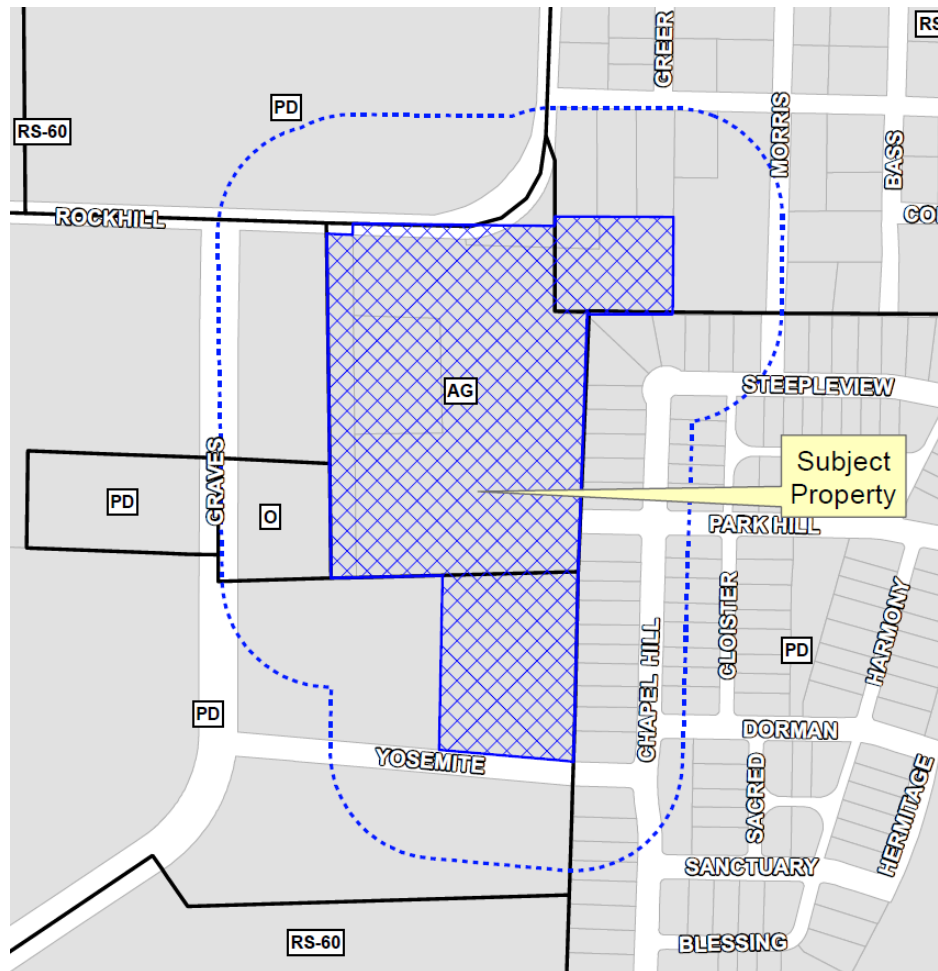 RS
GREER
PD
MORRIS
RS-60
BASS
ROCKHILL
STEEPLEVIEW
AG
Subject
Property
GRAVES
PD
O
PARK HILL
CLOISTER
HARMONY
PD
CHAPEL HILL
PD
DORMAN
YOSEMITE
SACRED
HERMITAGE
SANCTUARY
RS-60
BLESSING